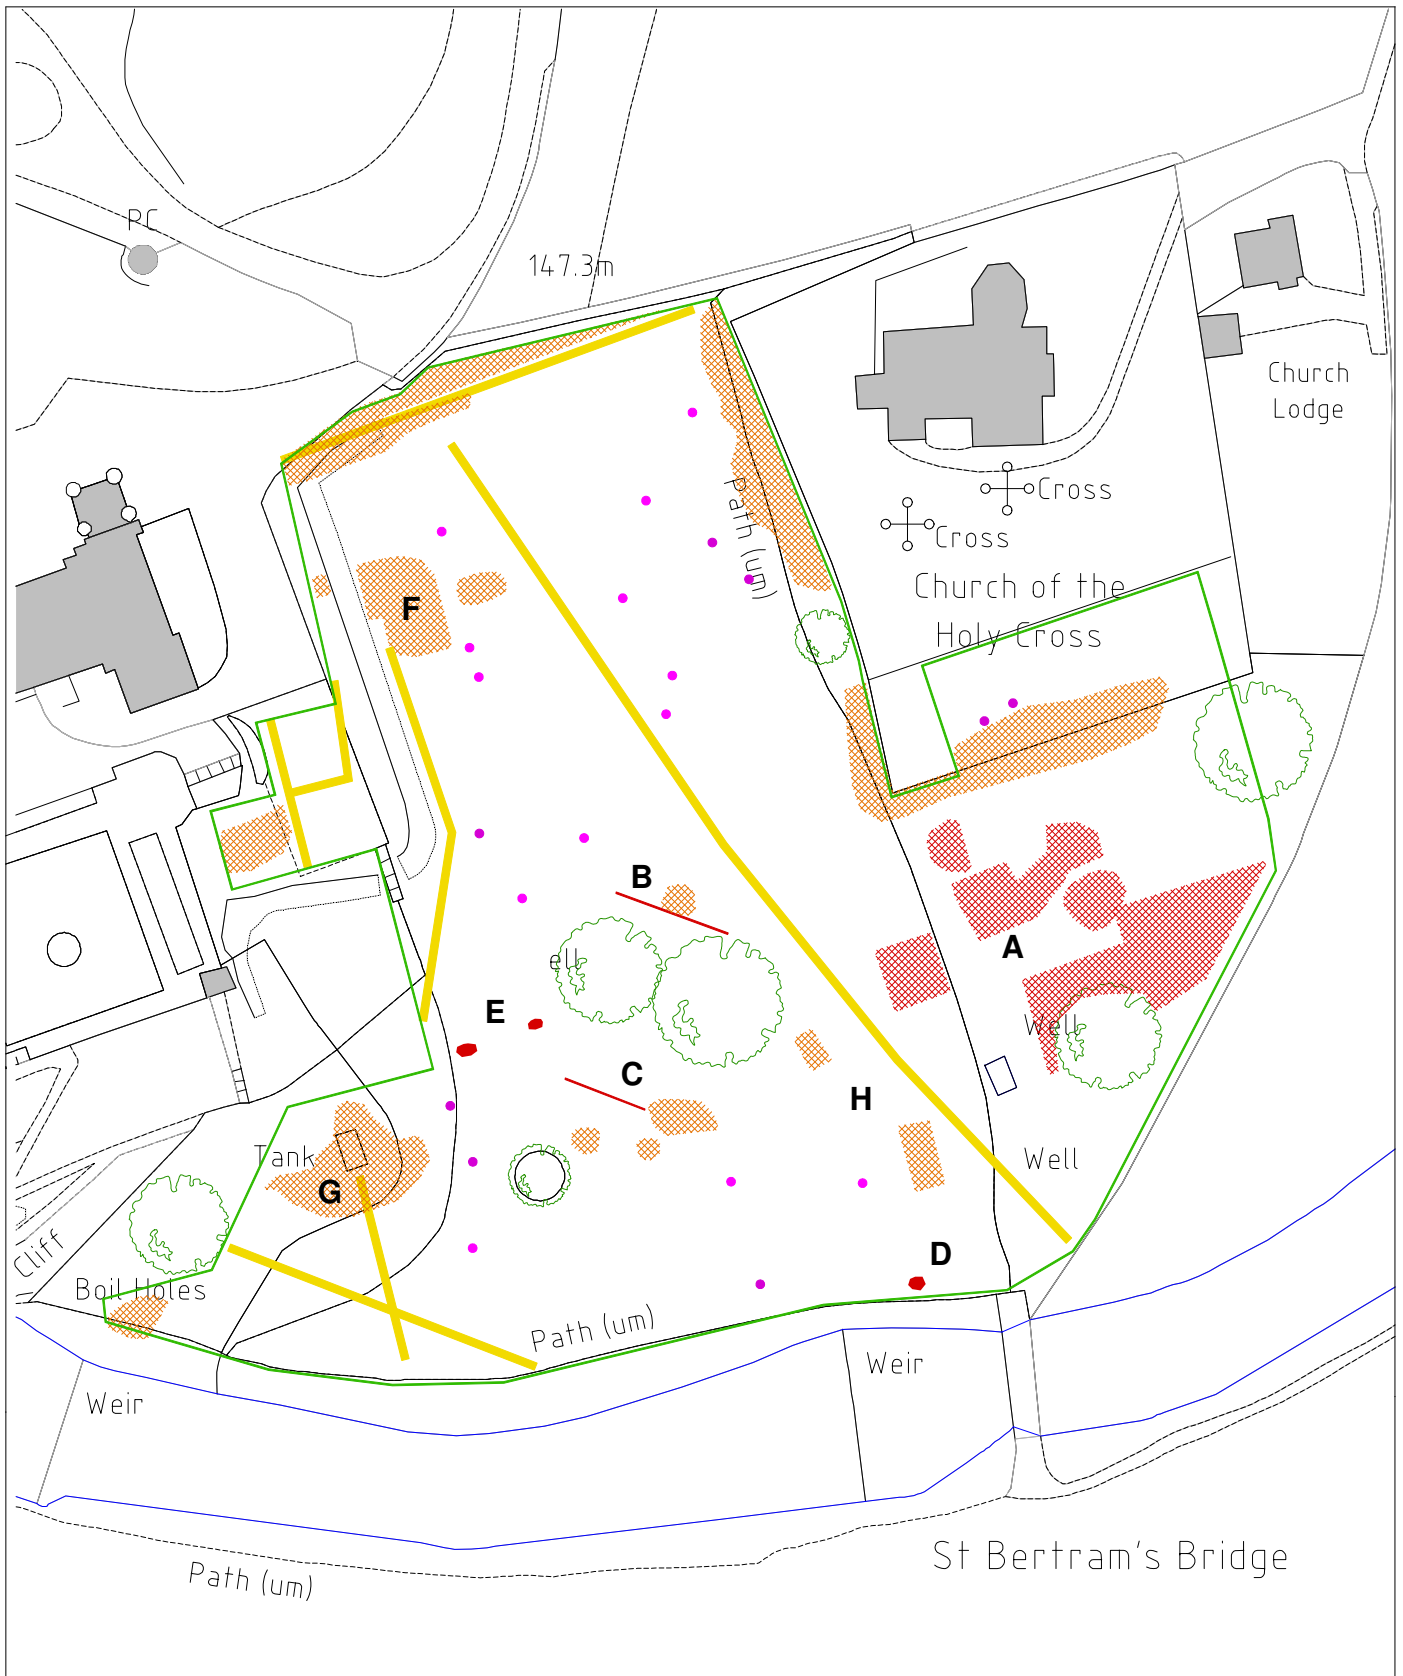 PC
147.3m
Church
Lodge
Cross
Cross
Path (um)
Church of the
Holy Cross
F
B
A
ell
E
Well
C
H
Tank
Well
G
D
Cliff
Boil Holes
Path (um)
Weir
Weir
St Bertram's Bridge
Path (um)